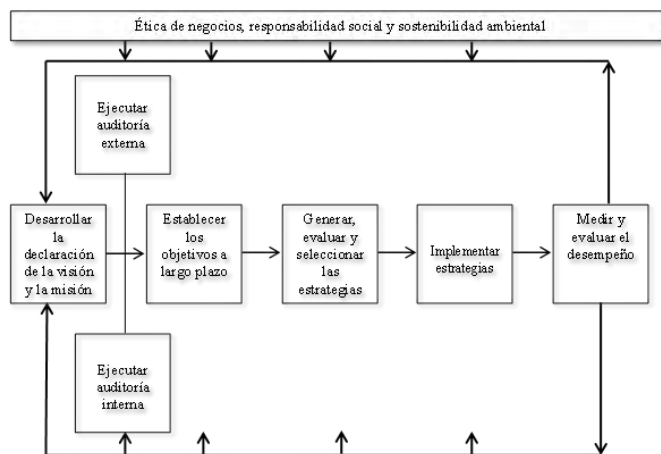 Ética de negocios, responsabilidad social y sostenibilidad ambiental
Ejecutar
auditoría
externa
Desarrollar
la
declaración
de la visión
y la misión
Establecer
los
objetivos a
largo plazo
Generar,
evaluar y
seleccionar
las
estrategias
Implementar
estrategias
Medir y
evaluar el
desempeño
Ejecutar
auditoría
interna